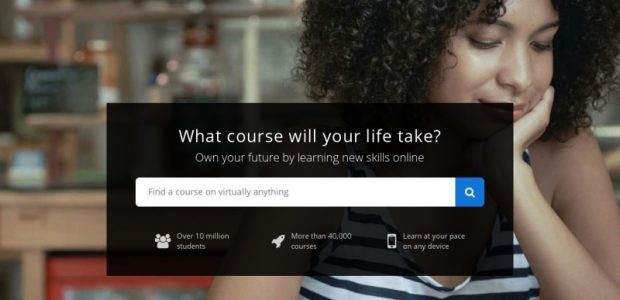 What course will your life take?
Own your future by learning new skills online
Find a course on virtually anything
Over 10 million
students
More than 40,000
courses
Learn at your pace
on any device